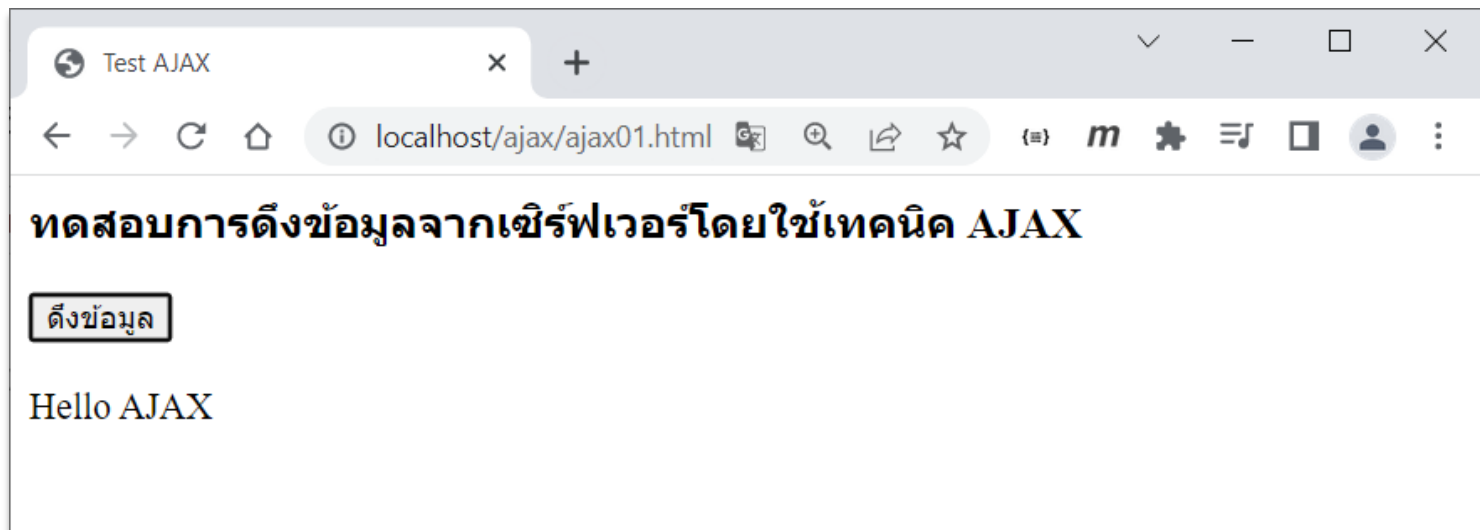 Test AJAX
localhost/ajax/ajax01.html
ทดสอบการดึงข้อมูลจากเซิร์ฟเวอร์โดยใช้เทคนิค AJAX
ดึงข้อมูล
Hello AJAX